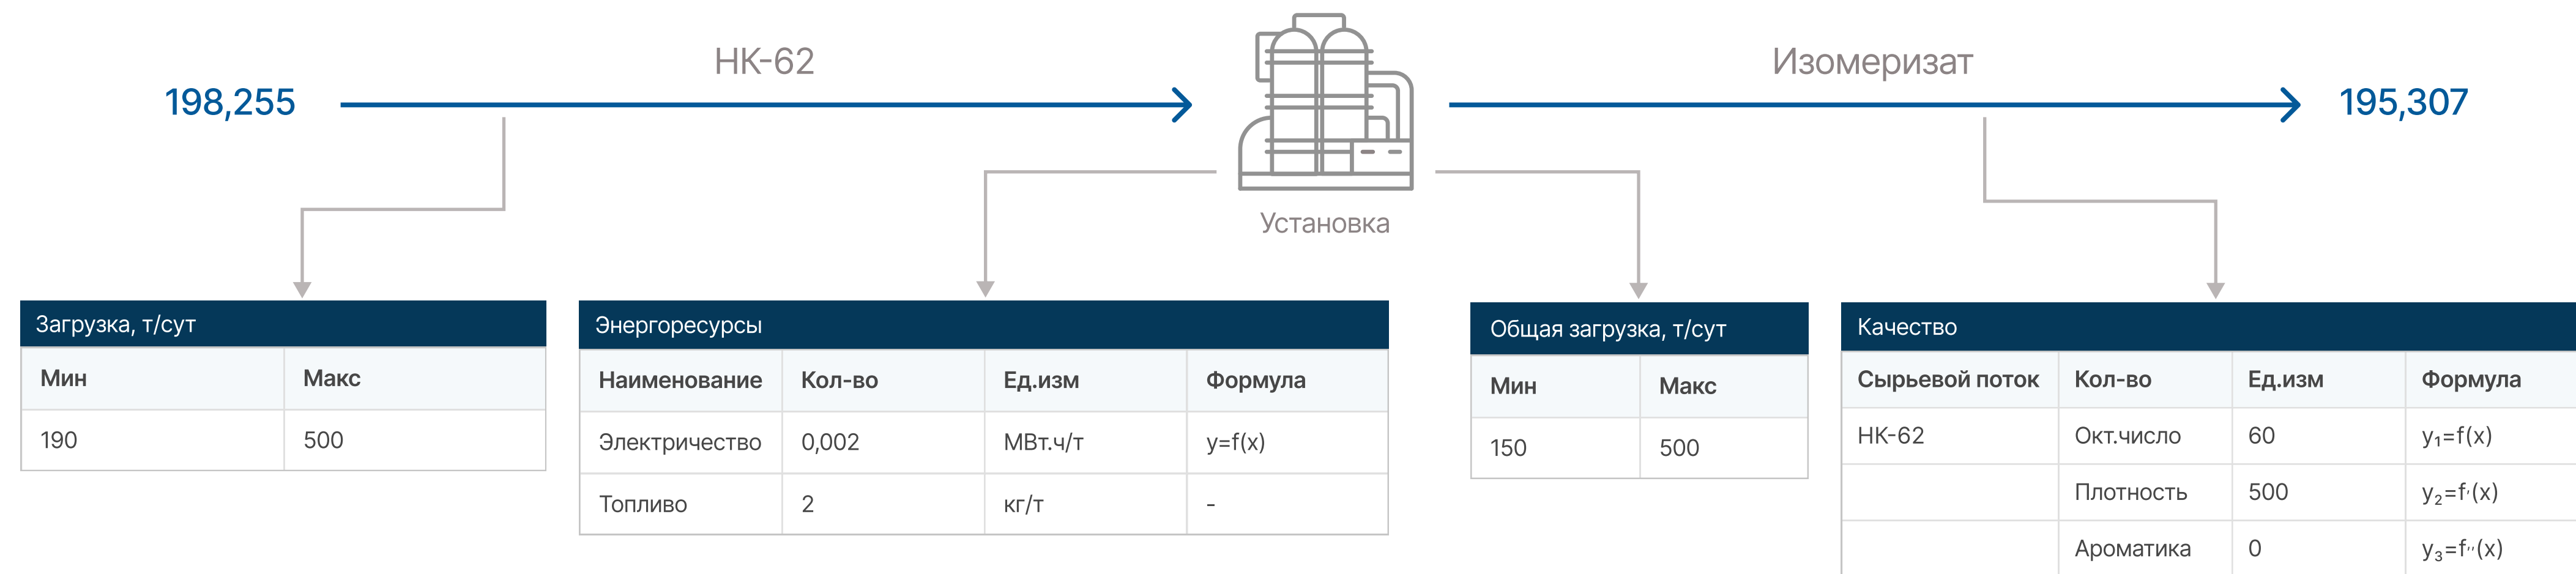 НК-62
Изомеризат
198,255
195,307
Установка
Загрузка, т/сут
Мин Макс
190 500
Энергоресурсы
Наименование Кол-во Ед.изм Формула
Электричество 0,002 МВт.ч/т y=f(x)
Топливо 2 кг/т -
Общая загрузка, т/сут
Мин Макс
150 500
Качество
Сырьевой поток Кол-во Ед.изм Формула
НК-62 Окт.число 60 y₁=f(x)
Плотность 500 y₂=f′(x)
Ароматика 0 y₃=f′′(x)